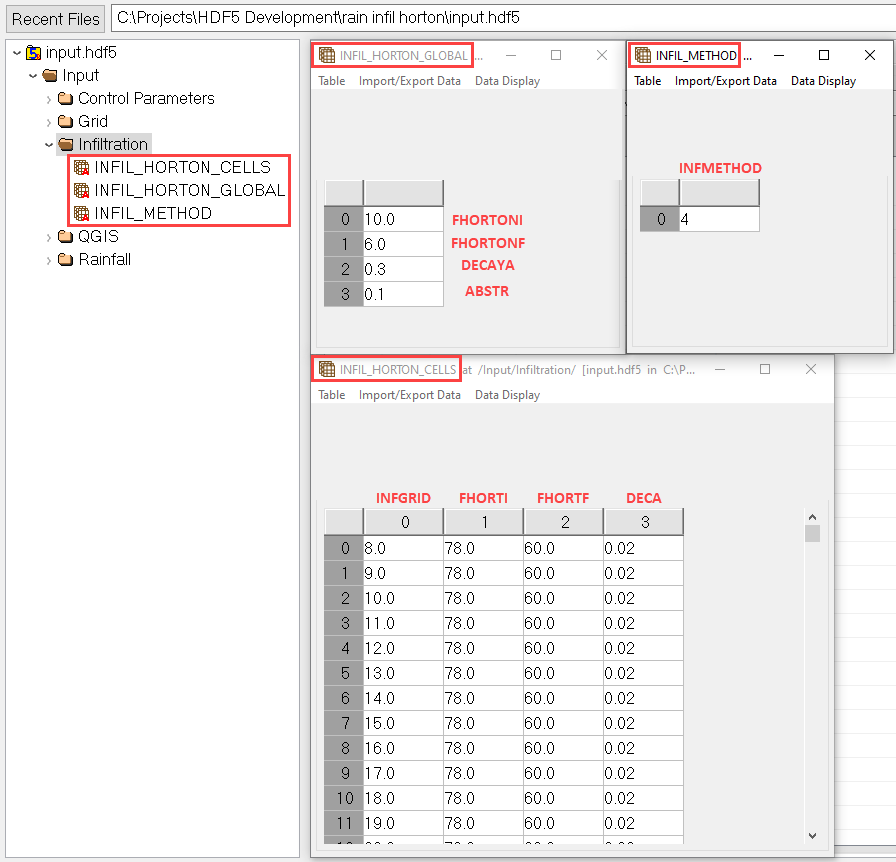 Recent Files
C:\Projects\HDF5 Development\rain infil horton\input.hdf5
input.hdf5
Input
Control Parameters
Grid
Infiltration
INFIL_HORTON_CELLS
INFIL_HORTON_GLOBAL
INFIL_METHOD
QGIS
Rainfall
INFIL_HORTON_GLOBAL ...
Table Import/Export Data Data Display
0 10.0 FHORTONI
1 6.0 FHORTONF
2 0.3 DECAYA
3 0.1 ABSTR
INFIL_METHOD ...
Table Import/Export Data Data Display
INFMETHOD
0 4
INFIL_HORTON_CELLS at /Input/Infiltration/ [input.hdf5 in C:\P...
Table Import/Export Data Data Display
INFGRID FHORTI FHORTF DECA
0 1 2 3
0 8.0 78.0 60.0 0.02
1 9.0 78.0 60.0 0.02
2 10.0 78.0 60.0 0.02
3 11.0 78.0 60.0 0.02
4 12.0 78.0 60.0 0.02
5 13.0 78.0 60.0 0.02
6 14.0 78.0 60.0 0.02
7 15.0 78.0 60.0 0.02
8 16.0 78.0 60.0 0.02
9 17.0 78.0 60.0 0.02
10 18.0 78.0 60.0 0.02
11 19.0 78.0 60.0 0.02